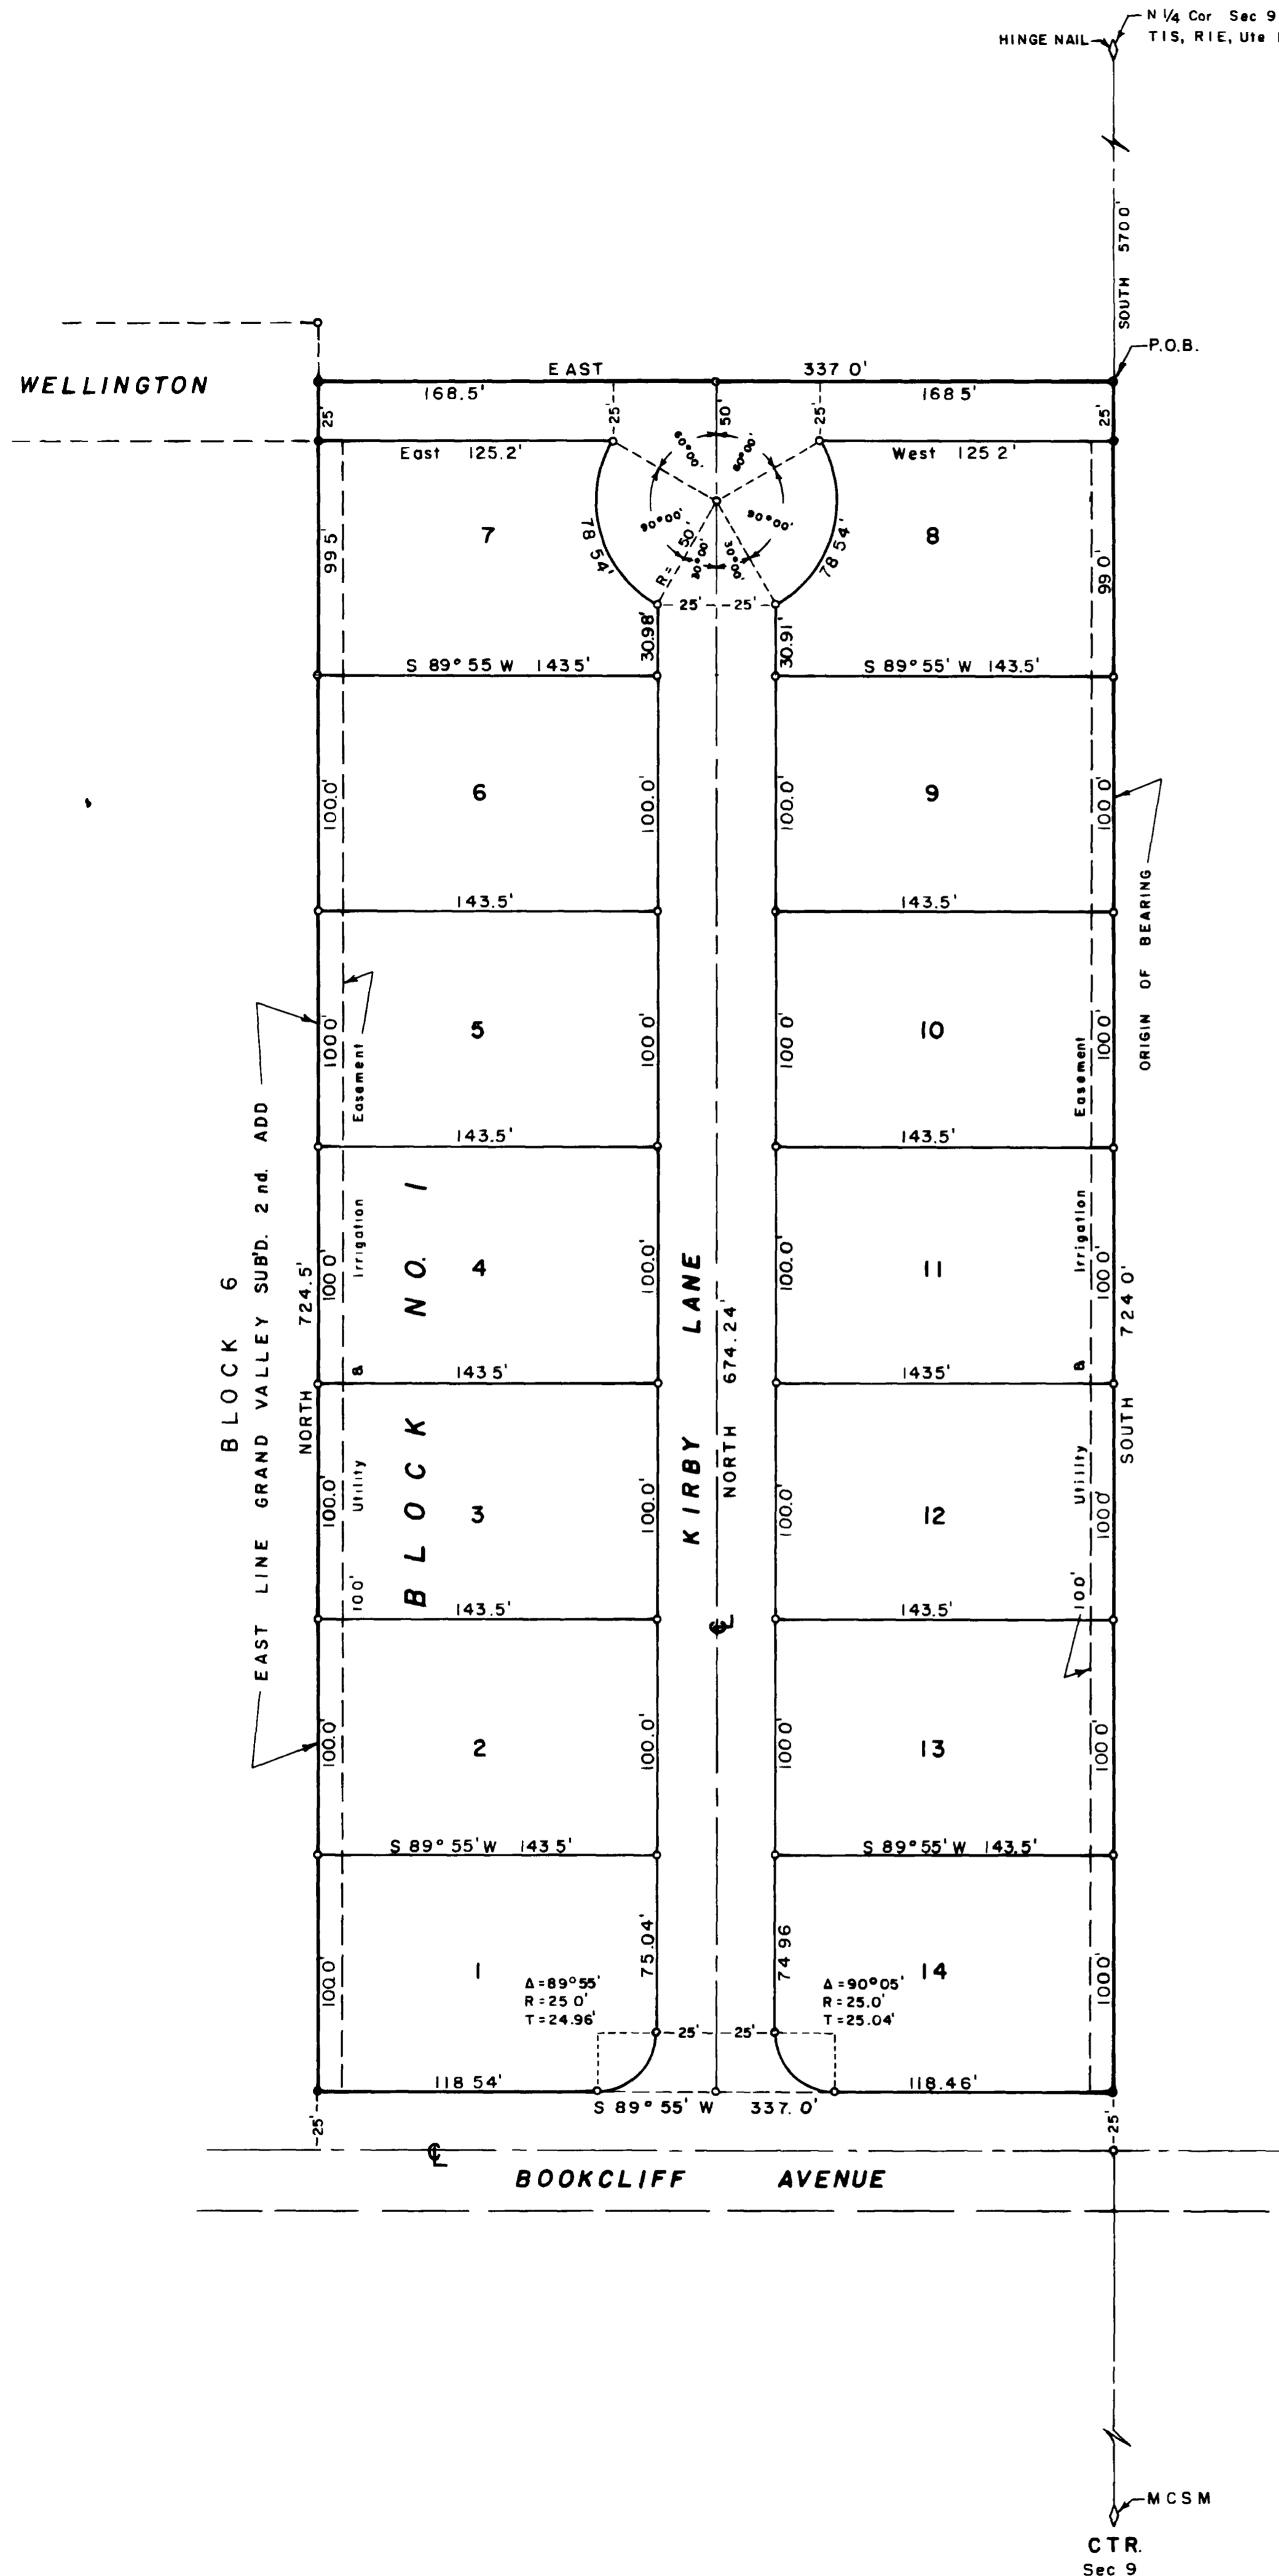 N 1/4 Cor Sec 9
HINGE NAIL
T1S, R1E, Ute
SOUTH 570 0'
P.O.B.
WELLINGTON
EAST 337 0'
168.5'
168 5'
25'
25'
50'
25'
25'
60°00'
60°00'
East 125.2'
West 125 2'
99 5'
7
78 54'
90°00'
90°00'
R = 50'
30°00'
30°00'
78 54'
8
99 0'
25'
25'
30.98'
30.91'
S 89° 55 W 143 5'
S 89° 55' W 143.5'
100.0'
6
100.0'
100.0'
9
100 0'
143.5'
143.5'
ORIGIN OF BEARING
100 0'
5
100 0'
100 0'
10
100 0'
Easement
Easement
143.5'
143.5'
BLOCK 6
EAST LINE GRAND VALLEY SUB'D. 2 nd. ADD
NORTH 724.5'
100 0'
Irrigation
4
100.0'
100.0'
11
Irrigation
100 0'
SOUTH 724 0'
BLOCK NO. 1
KIRBY LANE
NORTH 674.24'
&
&
143 5'
143 5'
100.0'
Utility
3
100.0'
100.0'
12
Utility
100 0'
10 0'
10 0'
143.5'
143.5'
100.0'
2
100.0'
100 0'
13
100 0'
S 89° 55' W 143 5'
S 89° 55' W 143.5'
100 0'
1
75.04'
74 96
14
100 0'
Δ = 89° 55'
R = 25 0'
T = 24.96'
Δ = 90° 05'
R = 25.0'
T = 25.04'
25'
25'
118 54'
118.46'
S 89° 55' W 337. 0'
25'
25'
BOOKCLIFF AVENUE
M C S M
CTR.
Sec 9